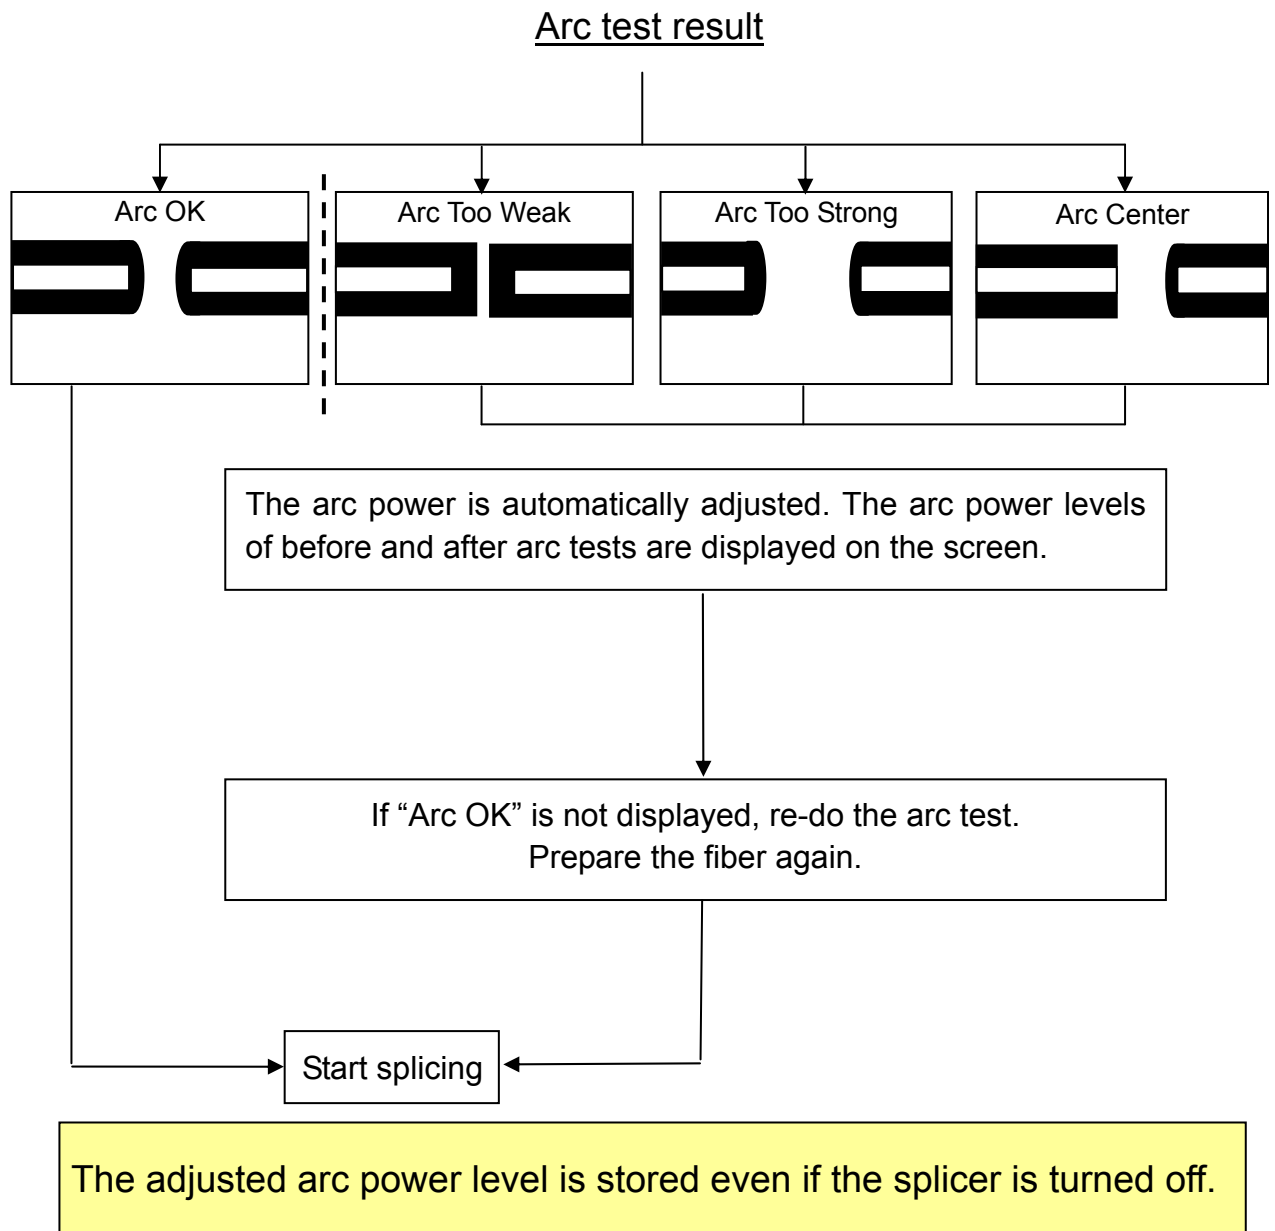 Arc test result
Arc OK
Arc Too Weak
Arc Too Strong
Arc Center
The arc power is automatically adjusted. The arc power levels
of before and after arc tests are displayed on the screen.
If “Arc OK” is not displayed, re-do the arc test.
Prepare the fiber again.
Start splicing
The adjusted arc power level is stored even if the splicer is turned off.